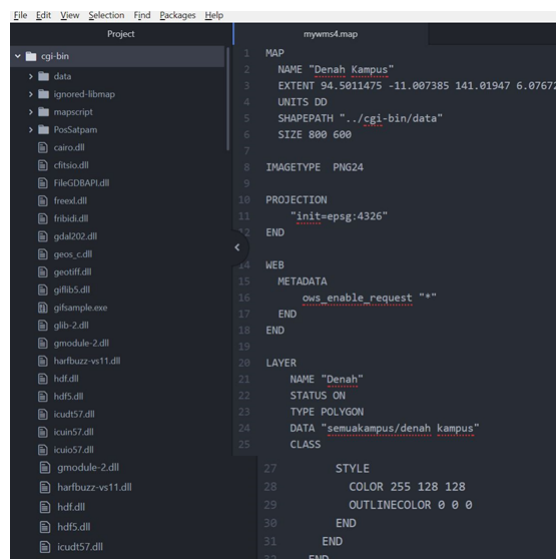 File Edit View Selection Find Packages Help
Project
cgi-bin
data
ignored-libmap
mapscript
PosSatpam
cairo.dll
cfitsio.dll
FileGDBAPI.dll
freexl.dll
fribidi.dll
gdal202.dll
geos_c.dll
geotiff.dll
giflib5.dll
gifsample.exe
glib-2.dll
gmodule-2.dll
harfbuzz-vs11.dll
hdf.dll
hdf5.dll
icudt57.dll
icuin57.dll
icuio57.dll
gmodule-2.dll
harfbuzz-vs11.dll
hdf.dll
hdf5.dll
icudt57.dll
mywms4.map
1 MAP
2 NAME "Denah Kampus"
3 EXTENT 94.5011475 -11.007385 141.01947 6.07672
4 UNITS DD
5 SHAPEPATH "../cgi-bin/data"
6 SIZE 800 600
7
8 IMAGETYPE PNG24
9
10 PROJECTION
11 "init=epsg:4326"
12 END
14 WEB
15 METADATA
16 ows_enable_request "*"
17 END
18 END
19
20 LAYER
21 NAME "Denah"
22 STATUS ON
23 TYPE POLYGON
24 DATA "semuakampus/denah kampus"
25 CLASS
27 STYLE
28 COLOR 255 128 128
29 OUTLINECOLOR 0 0 0
30 END
31 END
32 END